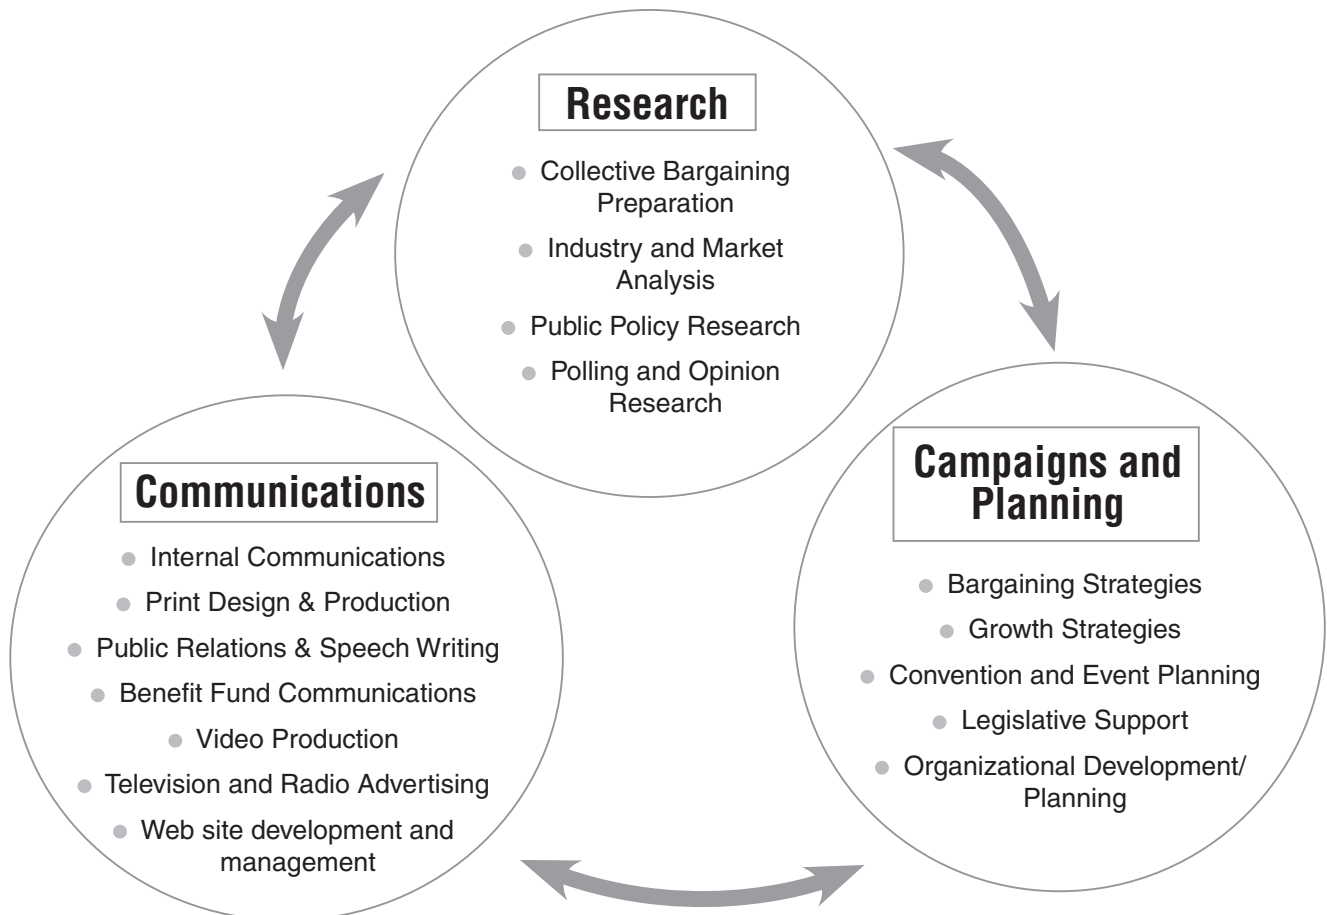 Research
● Collective Bargaining
Preparation
● Industry and Market
Analysis
● Public Policy Research
● Polling and Opinion
Research
Communications
● Internal Communications
● Print Design & Production
● Public Relations & Speech Writing
● Benefit Fund Communications
● Video Production
● Television and Radio Advertising
● Web site development and
management
Campaigns and
Planning
● Bargaining Strategies
● Growth Strategies
● Convention and Event Planning
● Legislative Support
● Organizational Development/
Planning